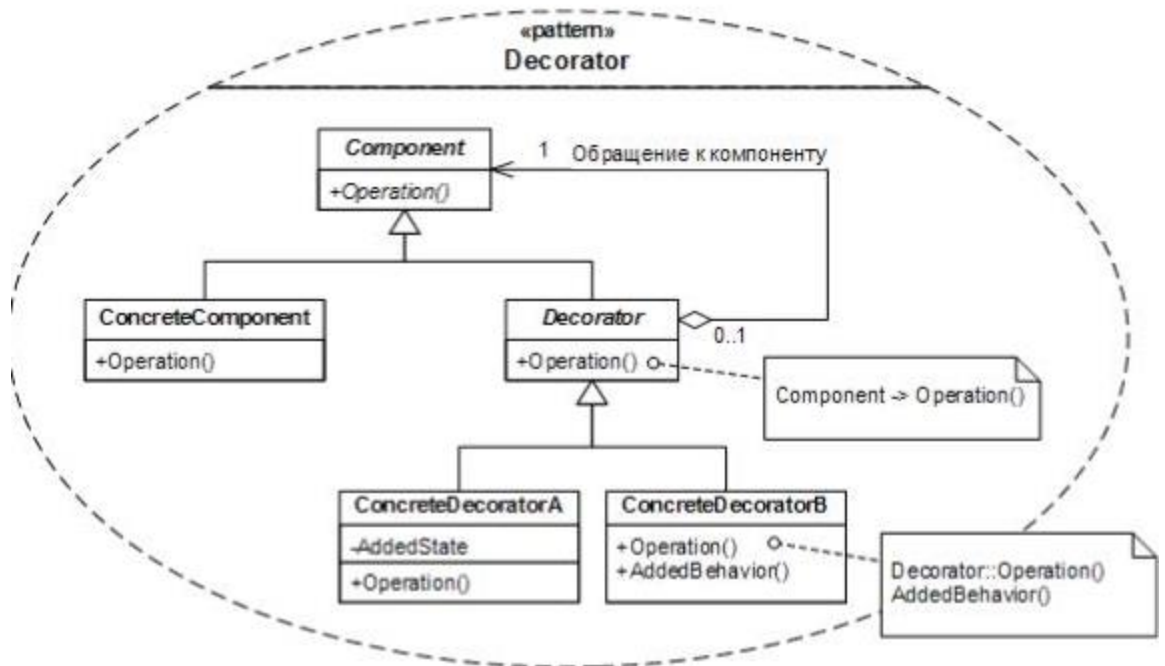 «pattern»
Decorator
Component
1 Обращение к компоненту
+Operation()
ConcreteComponent
+Operation()
Decorator
0..1
+Operation()
Component -> Operation()
ConcreteDecoratorA
-AddedState
+Operation()
ConcreteDecoratorB
+Operation()
+AddedBehavior()
Decorator::Operation()
AddedBehavior()